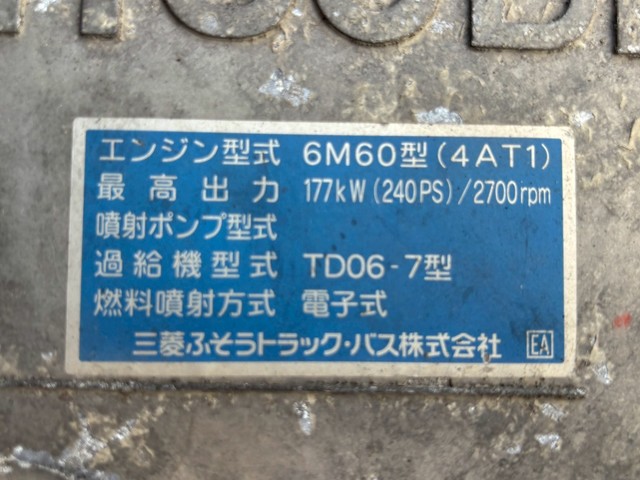 エンジン型式 6M60型(4AT1)
最高出力 177kW(240PS)/2700rpm
噴射ポンプ型式
過給機型式 TD06-7型
燃料噴射方式 電子式
三菱ふそうトラック・バス株式会社 EA